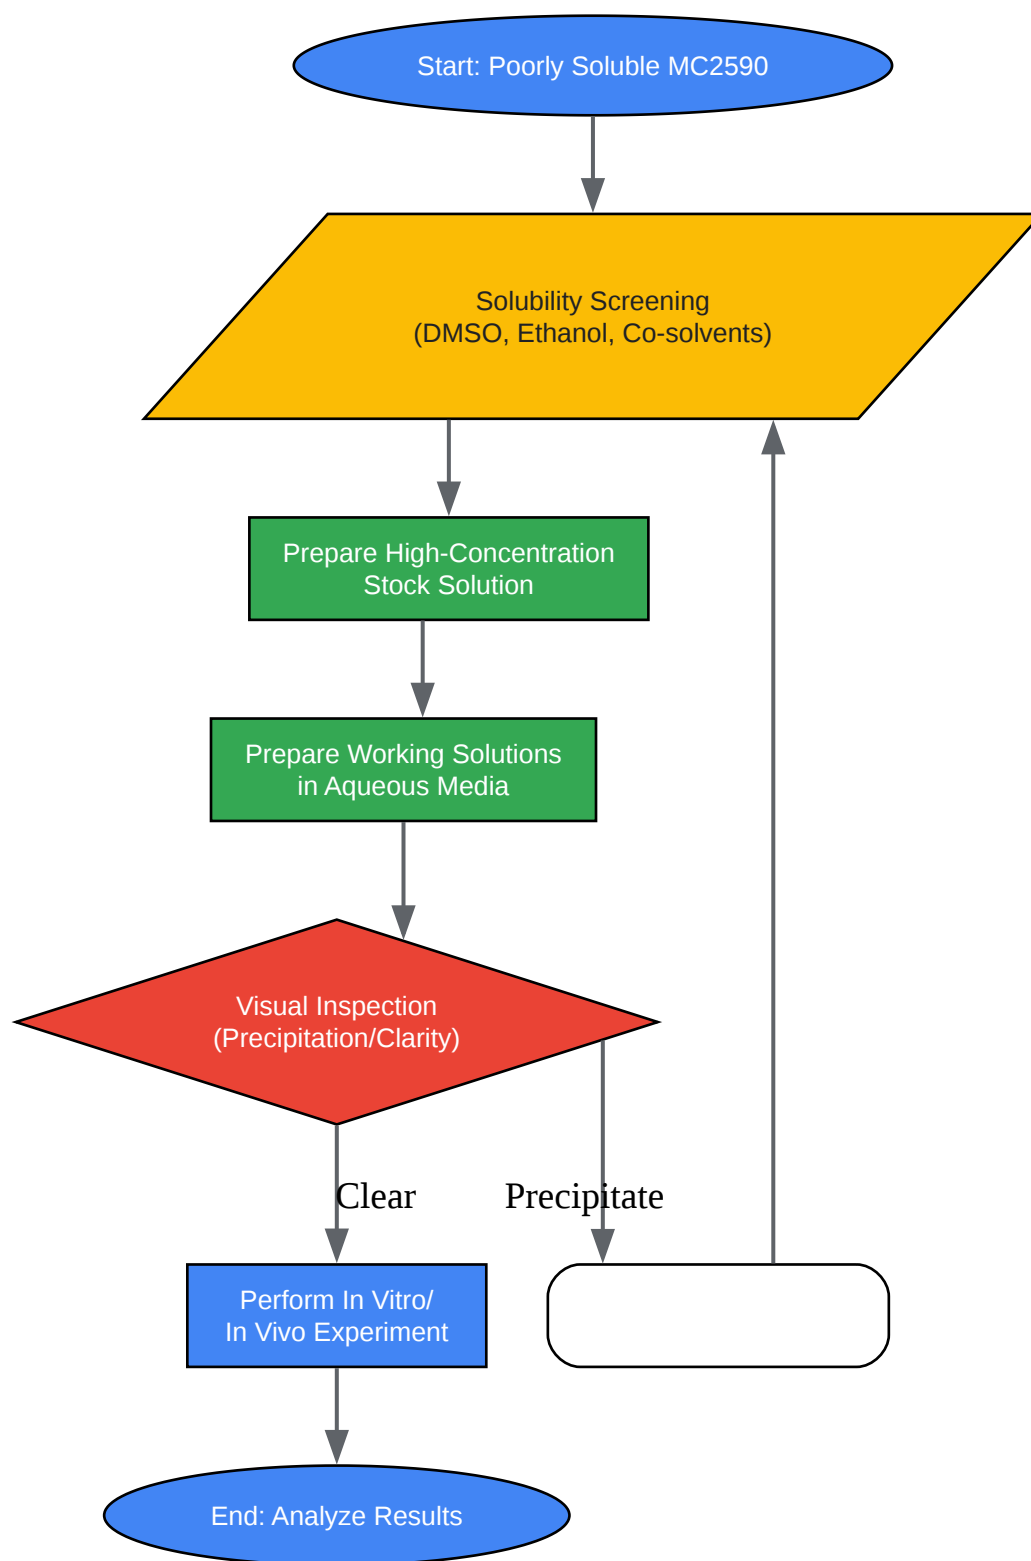 Start: Poorly Soluble MC2590
Solubility Screening
(DMSO, Ethanol, Co-solvents)
Prepare High-Concentration
Stock Solution
Prepare Working Solutions
in Aqueous Media
Visual Inspection
(Precipitation/Clarity)
Clear
Precipitate
Perform In Vitro/
In Vivo Experiment
End: Analyze Results